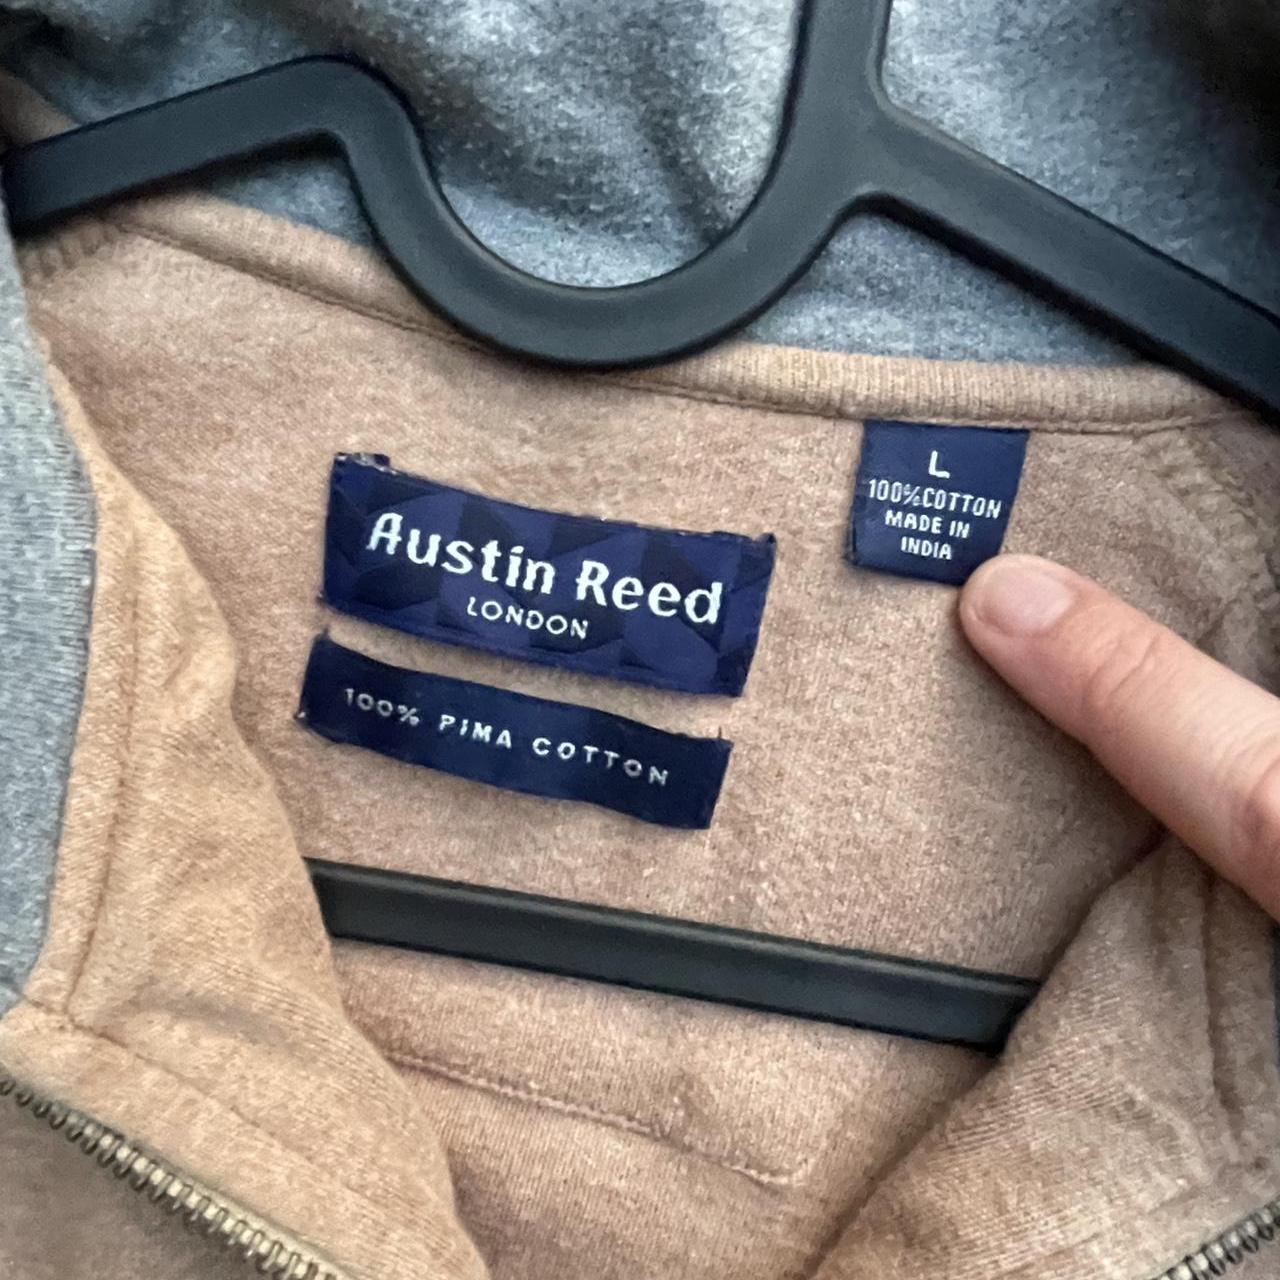 Austin Reed
LONDON
100% PIMA COTTON
L
100%COTTON
MADE IN
INDIA